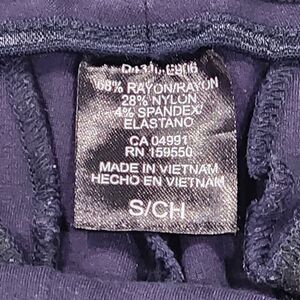 68% RAYON/RAYON
28% NYLON
4% SPANDEX/
ELASTANO
CA 04991
RN 159550
MADE IN VIETNAM
HECHO EN VIETNAM
S/CH